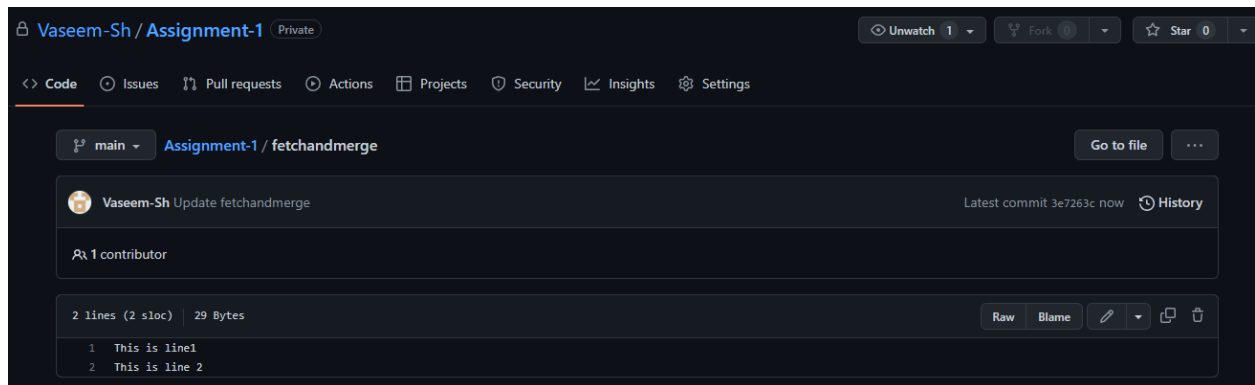 Vaseem-Sh / Assignment-1 Private Unwatch 1 Fork 0 Star 0
<> Code Issues Pull requests Actions Projects Security Insights Settings
main Assignment-1 / fetchandmerge Go to file ...
Vaseem-Sh Update fetchandmerge Latest commit 3e7263c now History
1 contributor
2 lines (2 sloc) 29 Bytes Raw Blame
1 This is line1
2 This is line 2